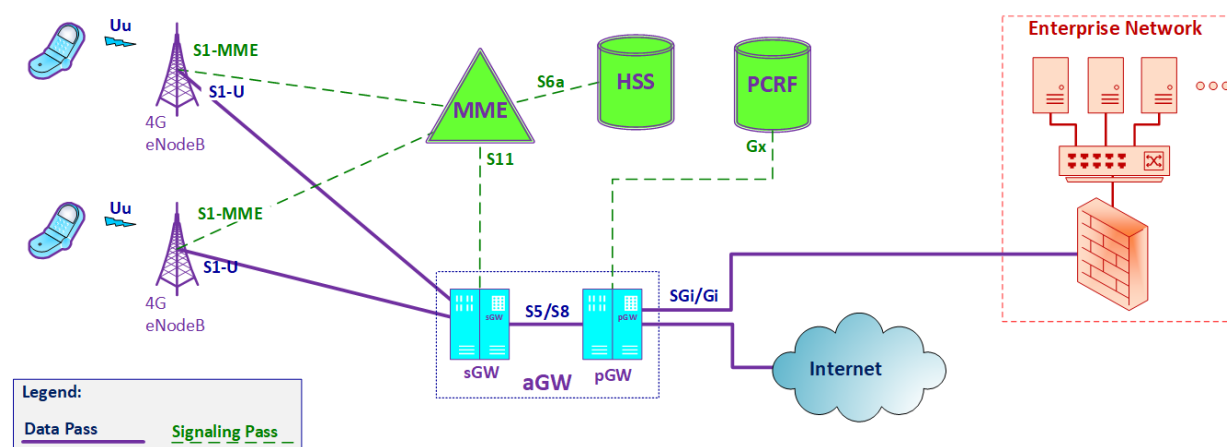 Uu
S1-MME
S1-U
4G
eNodeB
Uu
S1-MME
S1-U
4G
eNodeB
MME
S6a
HSS
PCRF
S11
Gx
Enterprise Network
sGW
S5/S8
pGW
SGi/Gi
sGW
aGW
pGW
Internet
Legend:
Data Pass
Signaling Pass